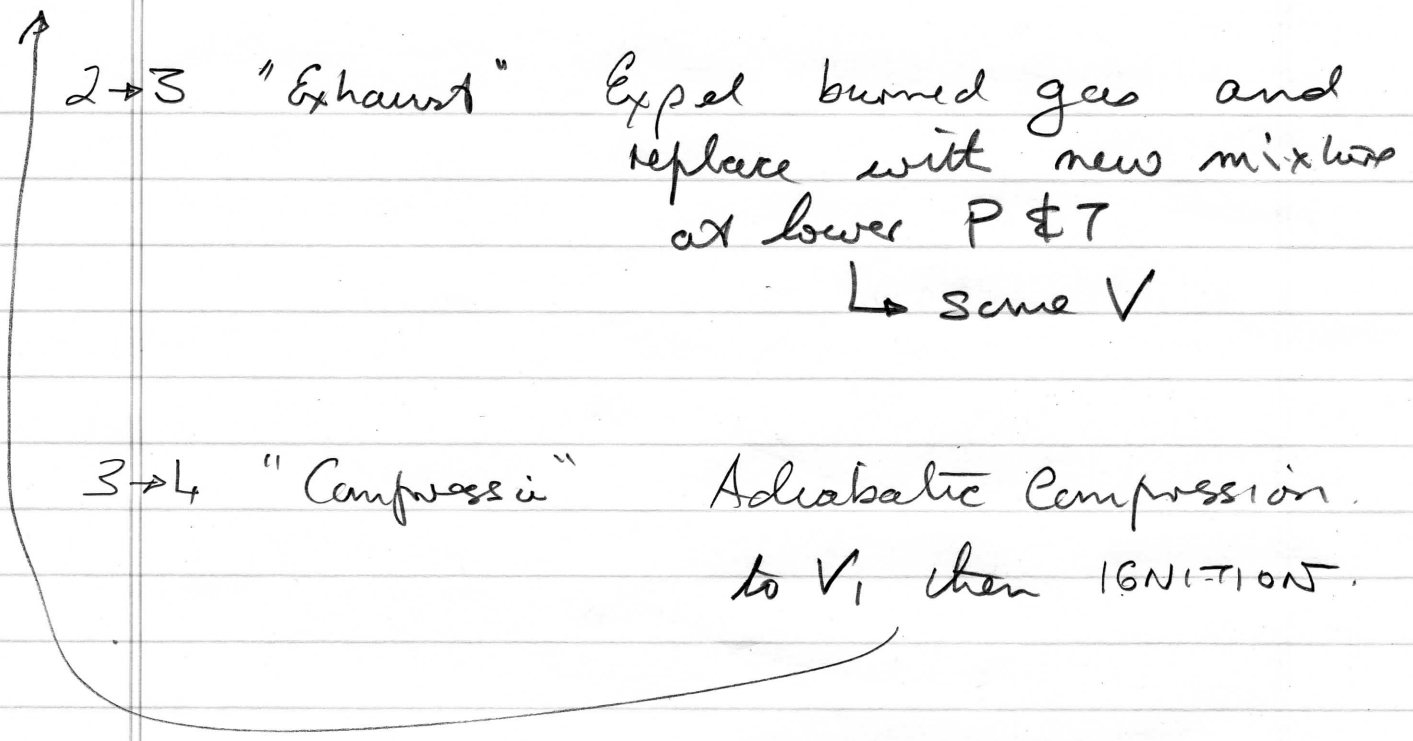 2→3 "Exhaust" Expel burned gas and
replace with new mixture
at lower P & T
↳ same V
3→4 "Compressi" Adiabatic Compression.
to V₁ then IGNITION.